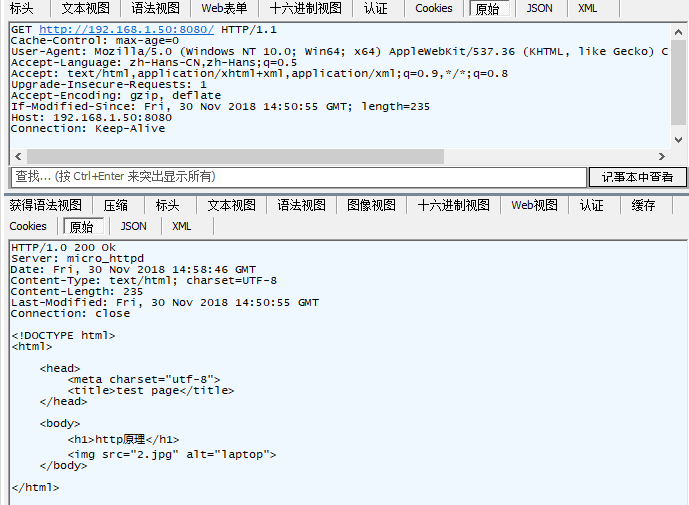 标头 文本视图 语法视图 Web表单 十六进制视图 认证 Cookies 原始 JSON XML
GET http://192.168.1.50:8080/ HTTP/1.1
Cache-Control: max-age=0
User-Agent: Mozilla/5.0 (Windows NT 10.0; Win64; x64) AppleWebKit/537.36 (KHTML, like Gecko) C
Accept-Language: zh-Hans-CN,zh-Hans;q=0.5
Accept: text/html,application/xhtml+xml,application/xml;q=0.9,*/*;q=0.8
Upgrade-Insecure-Requests: 1
Accept-Encoding: gzip, deflate
If-Modified-Since: Fri, 30 Nov 2018 14:50:55 GMT; length=235
Host: 192.168.1.50:8080
Connection: Keep-Alive
查找... (按 Ctrl+Enter 来突出显示所有) 记事本中查看
获得语法视图 压缩 标头 文本视图 语法视图 图像视图 十六进制视图 Web视图 认证 缓存
Cookies 原始 JSON XML
HTTP/1.0 200 Ok
Server: micro_httpd
Date: Fri, 30 Nov 2018 14:58:46 GMT
Content-Type: text/html; charset=UTF-8
Content-Length: 235
Last-Modified: Fri, 30 Nov 2018 14:50:55 GMT
Connection: close
<!DOCTYPE html>
<html>
<head>
<meta charset="utf-8">
<title>test page</title>
</head>
<body>
<h1>http原理</h1>
<img src="2.jpg" alt="laptop">
</body>
</html>